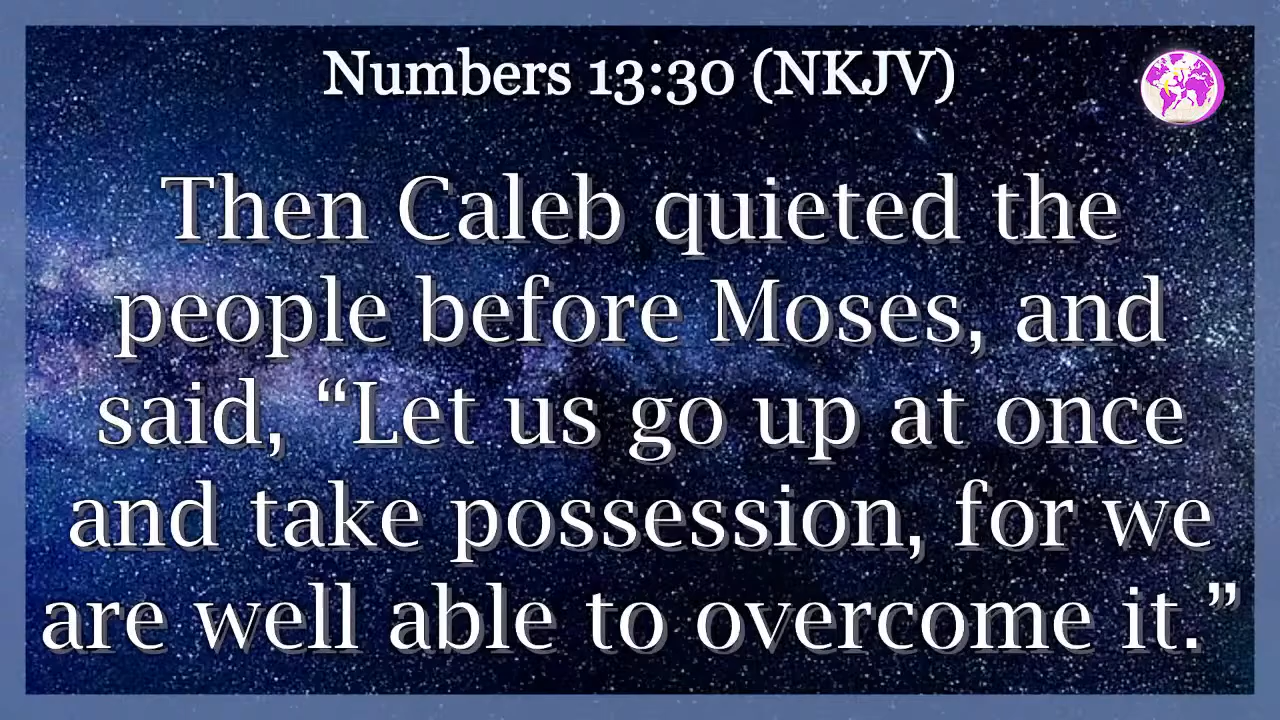 Numbers 13:30 (NKJV)
Then Caleb quieted the
people before Moses, and
said, “Let us go up at once
and take possession, for we
are well able to overcome it.”